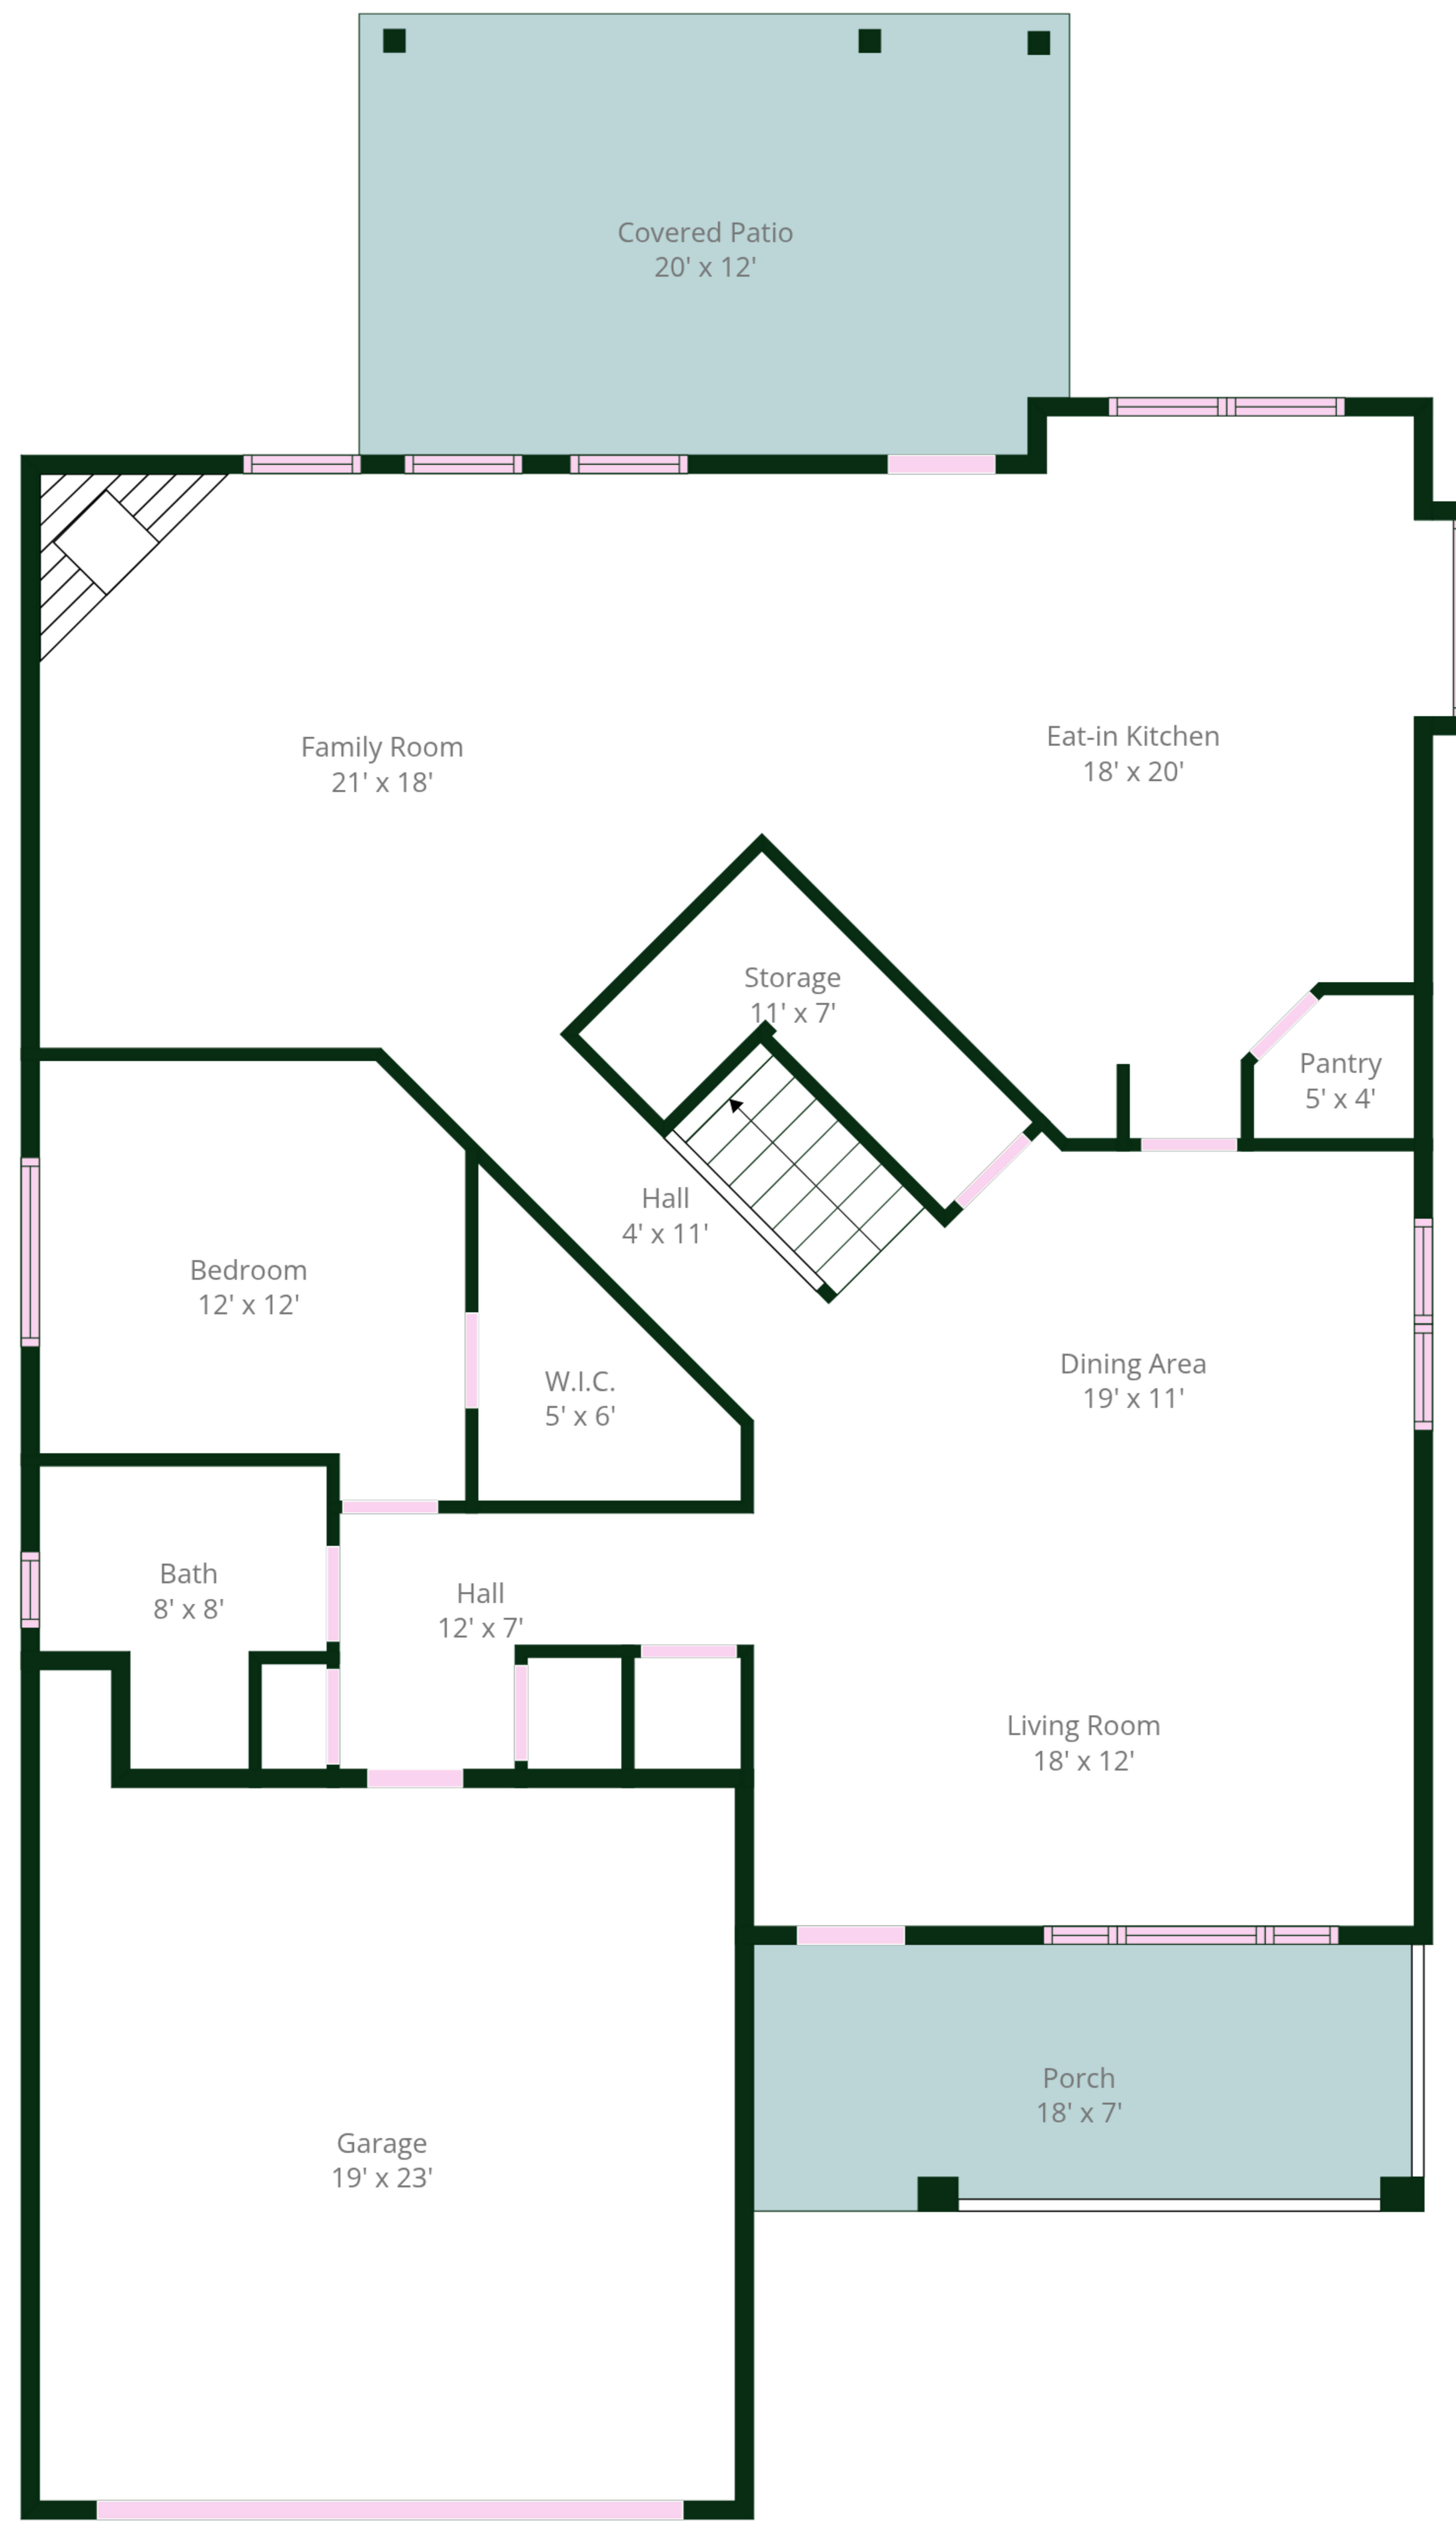 Covered Patio
20' x 12'
Family Room
21' x 18'
Eat-in Kitchen
18' x 20'
Storage
11' x 7'
Pantry
5' x 4'
Hall
4' x 11'
Bedroom
12' x 12'
W.I.C.
5' x 6'
Dining Area
19' x 11'
Bath
8' x 8'
Hall
12' x 7'
Living Room
18' x 12'
Porch
18' x 7'
Garage
19' x 23'